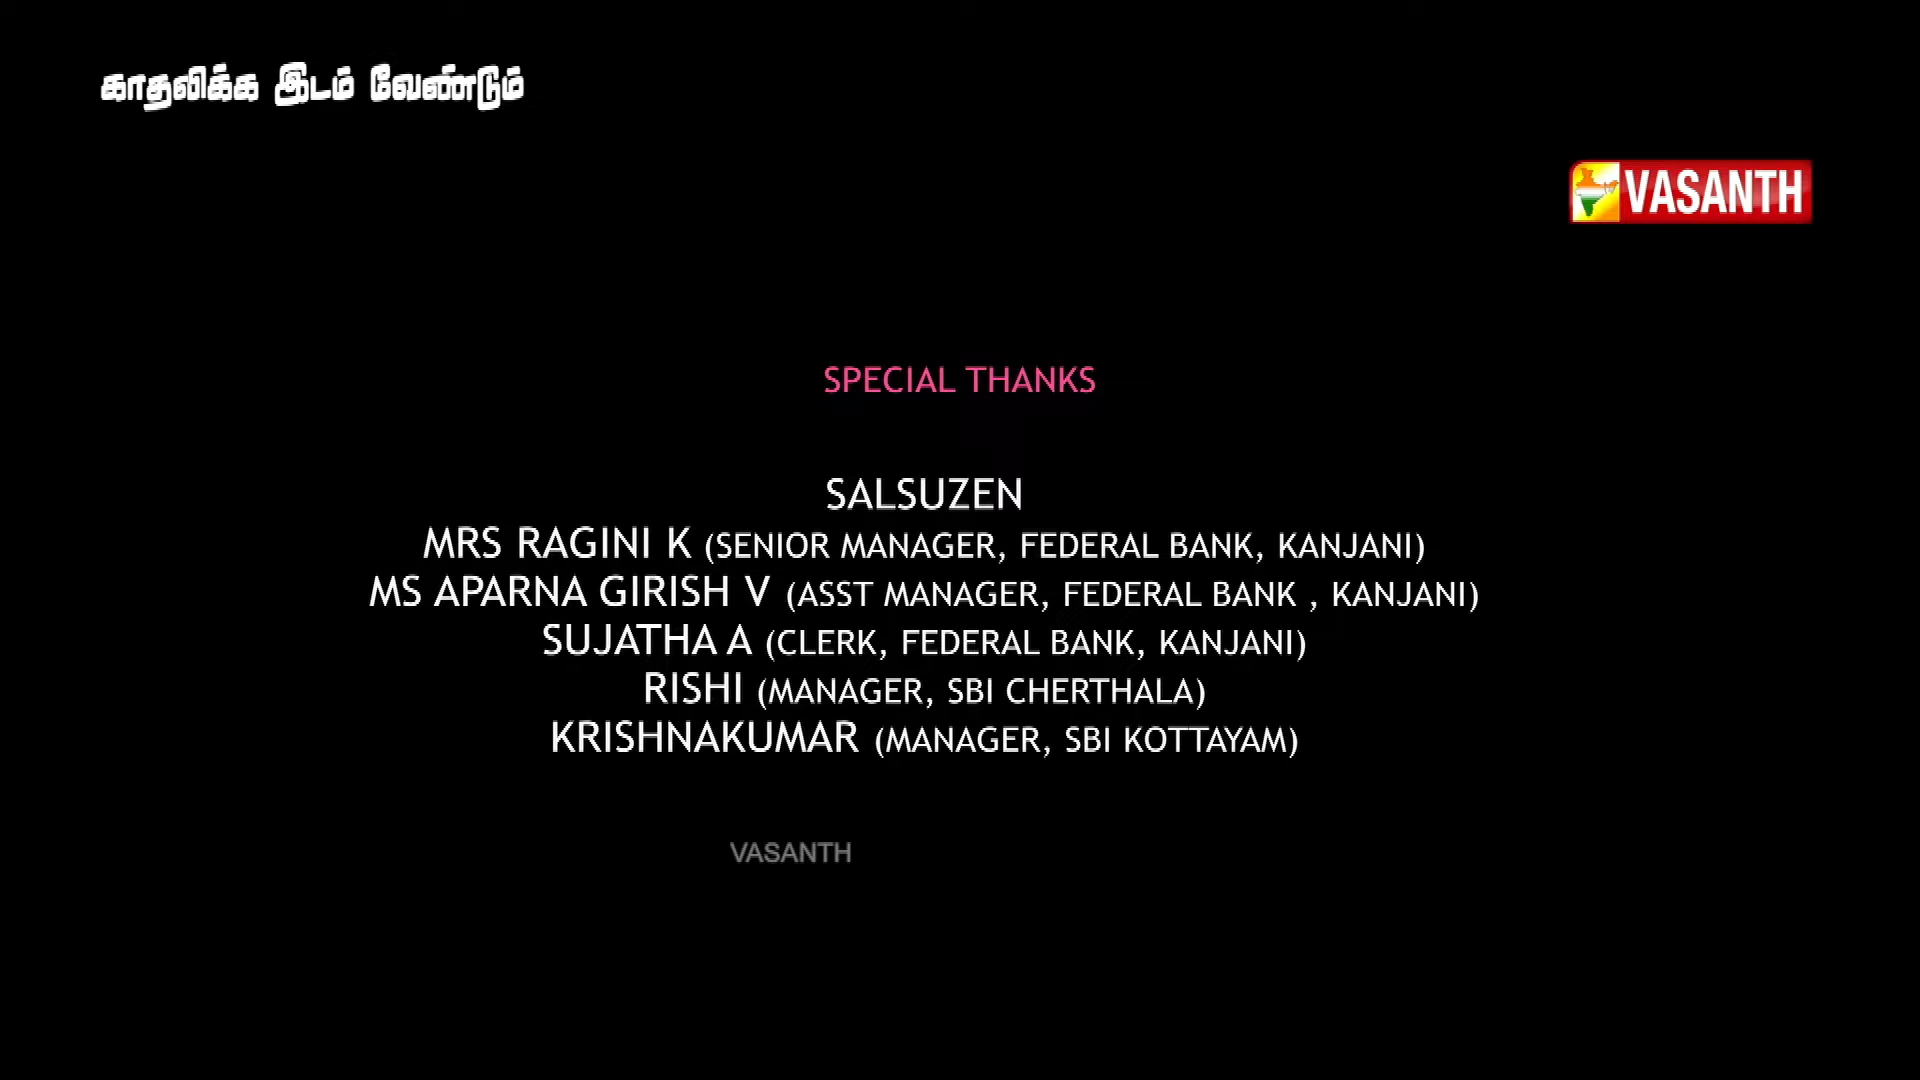 காதலிக்க இடம் வேண்டும்
VASANTH
SPECIAL THANKS
SALSUZEN
MRS RAGINI K (SENIOR MANAGER, FEDERAL BANK, KANJANI)
MS APARNA GIRISH V (ASST MANAGER, FEDERAL BANK , KANJANI)
SUJATHA A (CLERK, FEDERAL BANK, KANJANI)
RISHI (MANAGER, SBI CHERTHALA)
KRISHNAKUMAR (MANAGER, SBI KOTTAYAM)
VASANTH